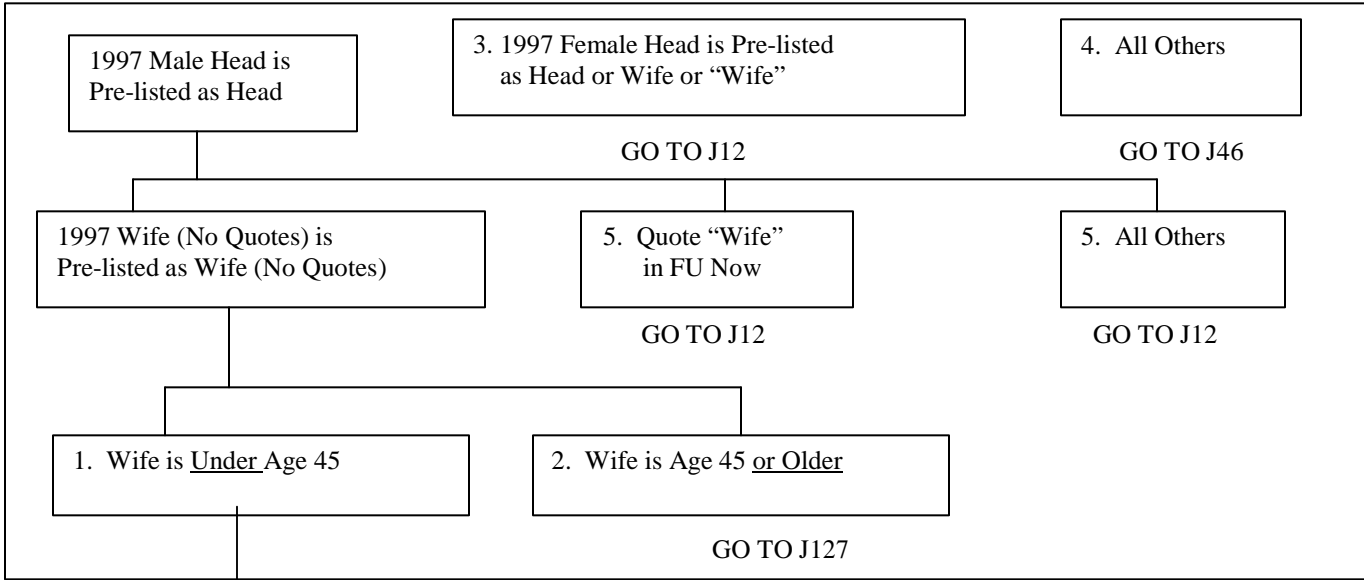 1997 Male Head is
Pre-listed as Head
3. 1997 Female Head is Pre-listed
as Head or Wife or “Wife”
4. All Others
GO TO J12
GO TO J46
1997 Wife (No Quotes) is
Pre-listed as Wife (No Quotes)
5. Quote “Wife”
in FU Now
5. All Others
GO TO J12
GO TO J12
1. Wife is Under Age 45
2. Wife is Age 45 or Older
GO TO J127